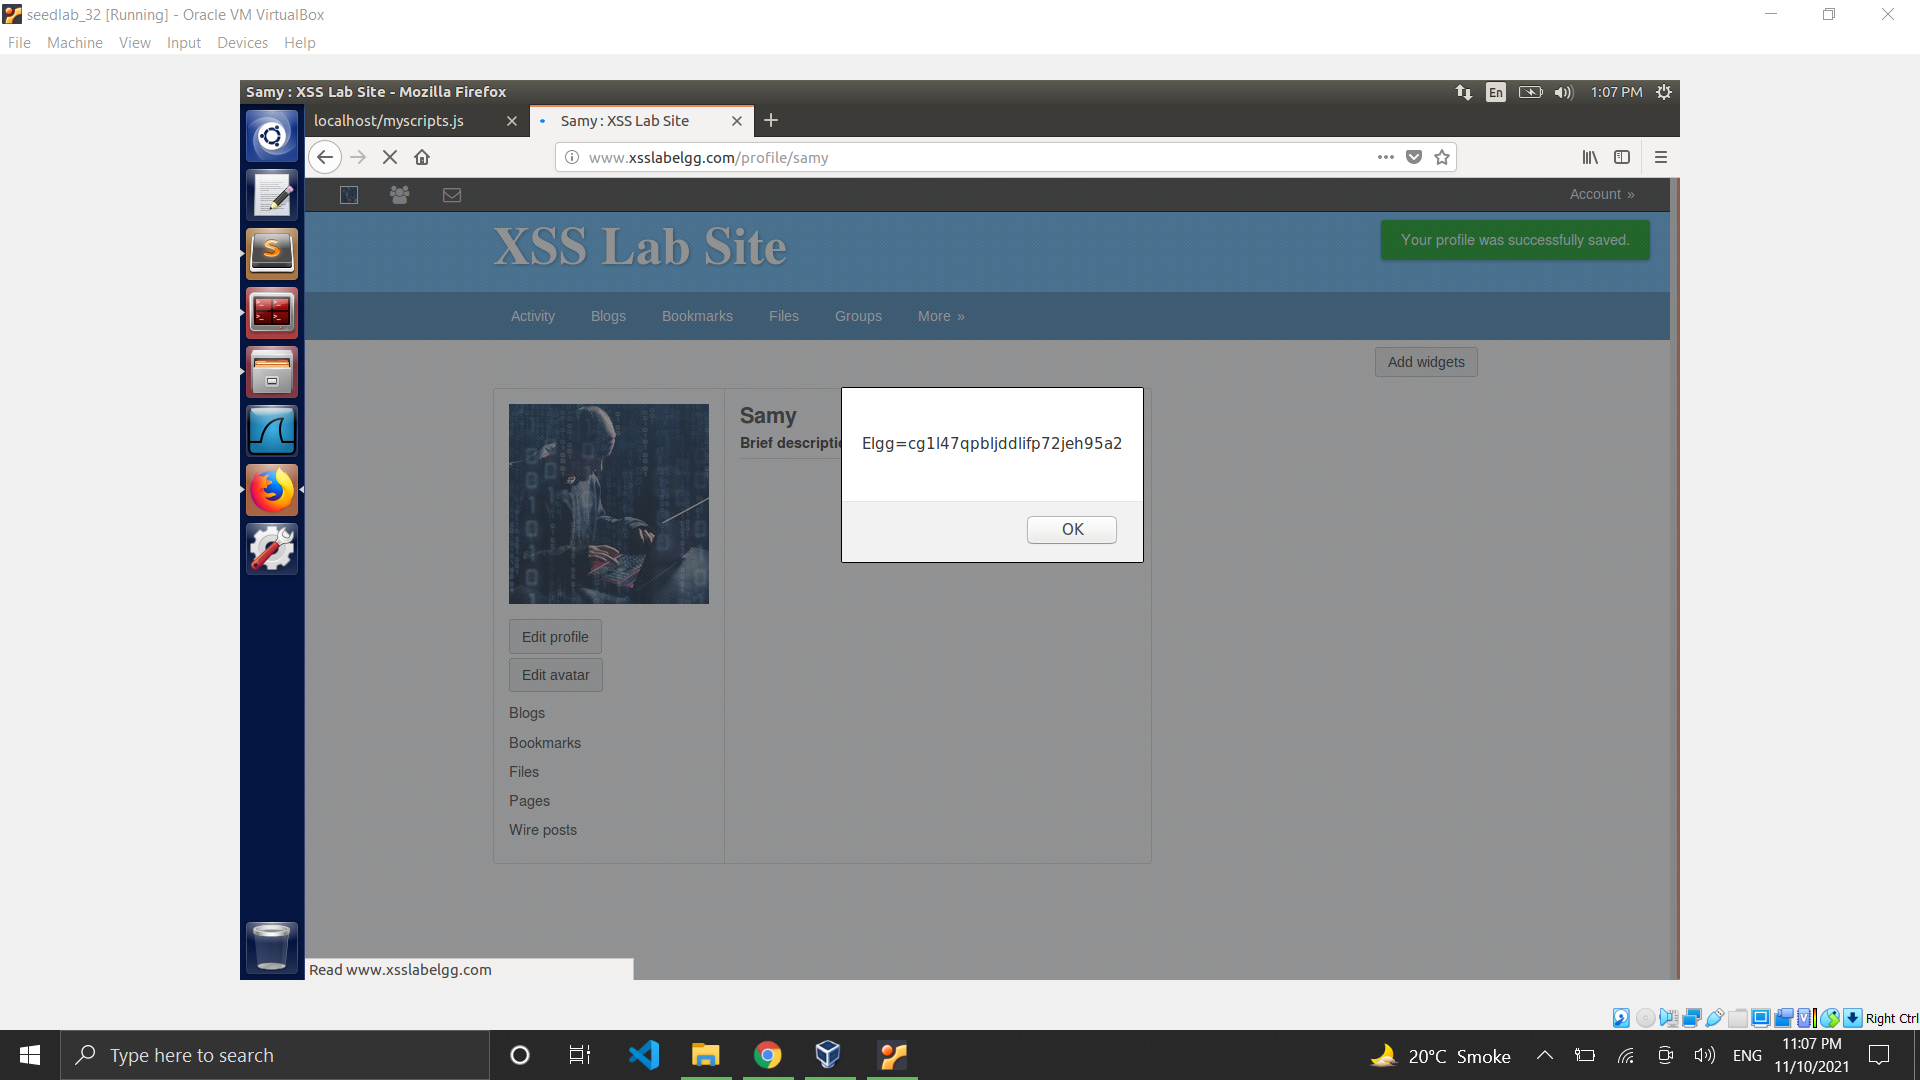 seedlab_32 [Running] - Oracle VM VirtualBox
File Machine View Input Devices Help
Samy : XSS Lab Site - Mozilla Firefox
En
1:07 PM
localhost/myscripts.js
Samy : XSS Lab Site
www.xsslabelgg.com/profile/samy
Account »
XSS Lab Site
Your profile was successfully saved.
Activity Blogs Bookmarks Files Groups More »
Add widgets
Samy
Brief descripti
Elgg=cg1l47qpbljddlifp72jeh95a2
OK
Edit profile
Edit avatar
Blogs
Bookmarks
Files
Pages
Wire posts
Read www.xsslabelgg.com
Right Ctrl
Type here to search
20°C Smoke
ENG
11:07 PM
11/10/2021